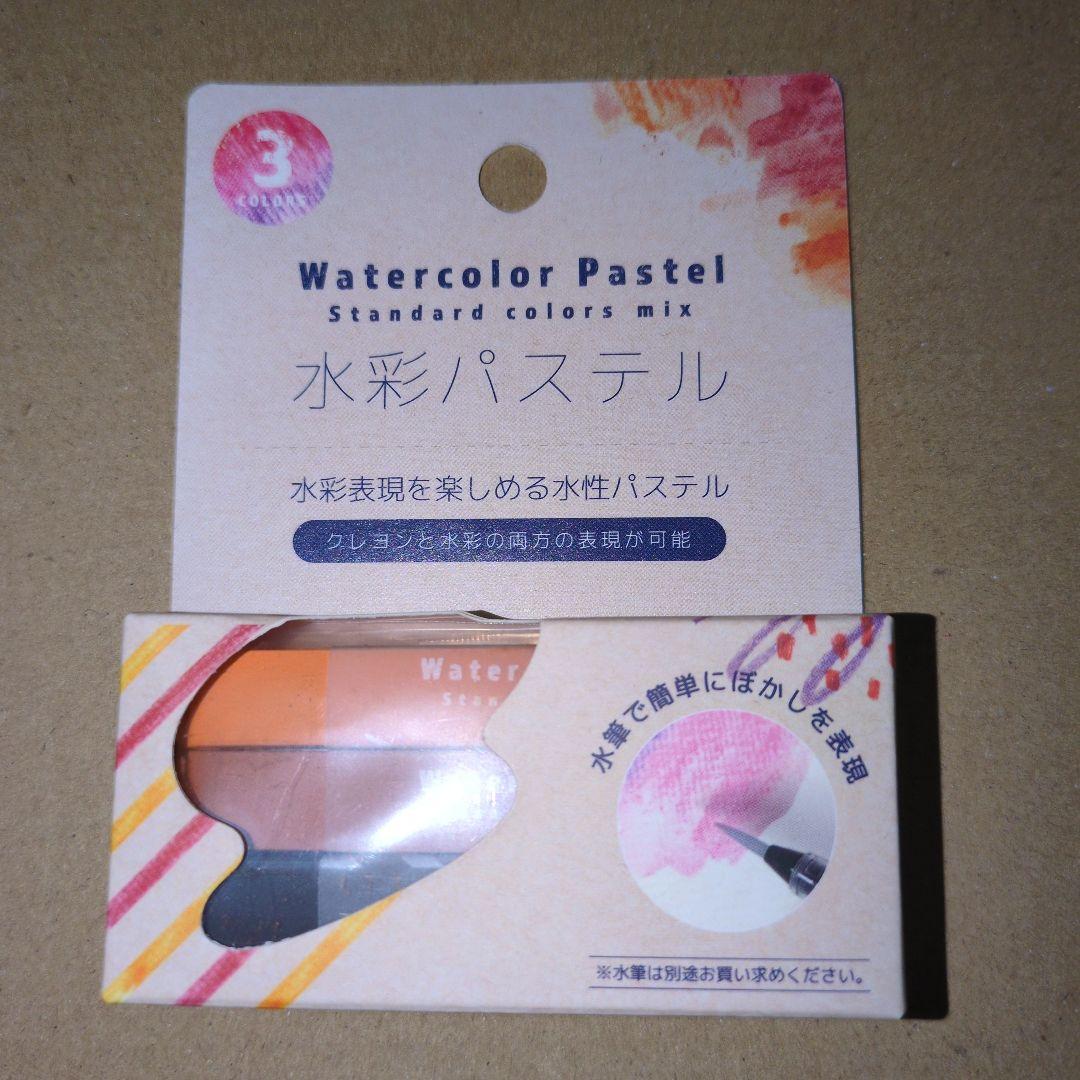 3
COLORS
Watercolor Pastel
Standard colors mix
水彩パステル
水彩表現を楽しめる水性パステル
クレヨンと水彩の両方の表現が可能
Water
Stan
水筆で簡単にぼかしを表現
※水筆は別途お買い求めください。